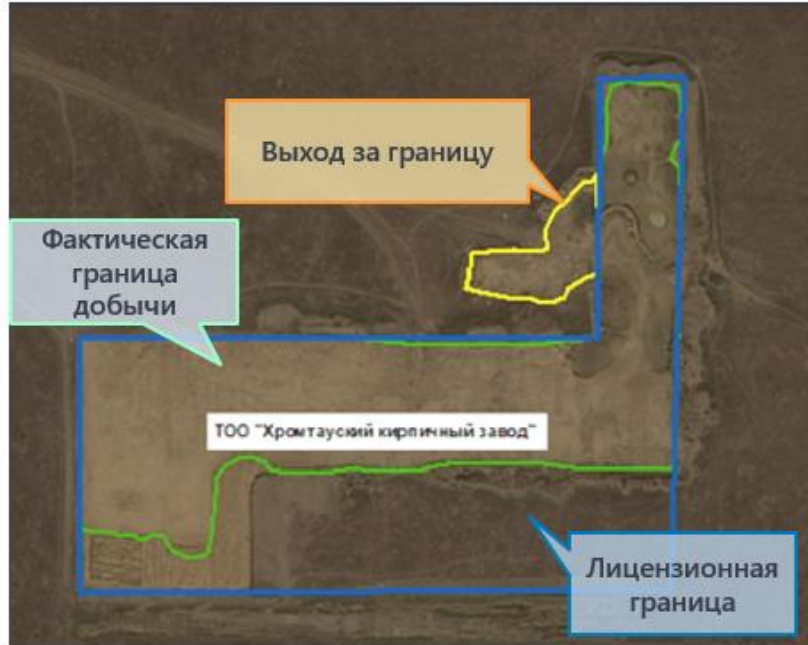 Выход за границу
Фактическая
граница
добычи
ТОО "Хромтауский кирпичный завод"
Лицензионная
граница